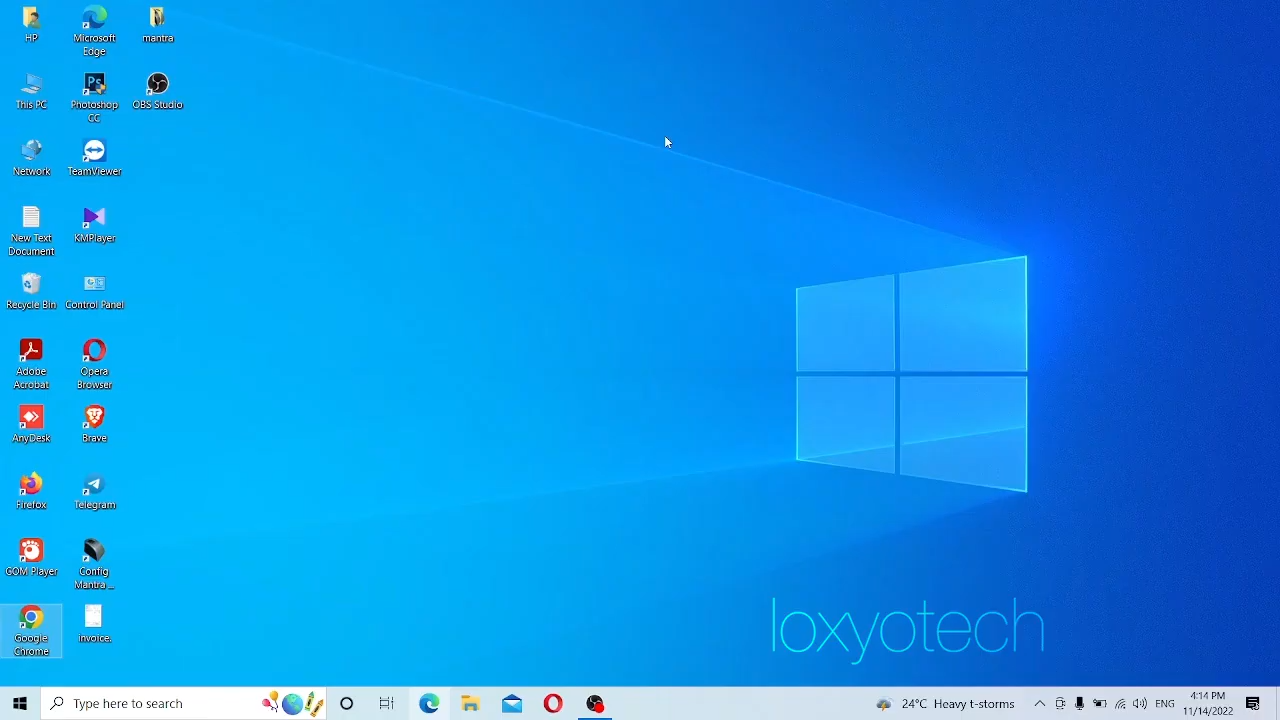 HP
Microsoft
Edge
mantra
This PC
Photoshop
CC
OBS Studio
Network
TeamViewer
New Text
Document
KMPlayer
Recycle Bin
Control Panel
Adobe
Acrobat
Opera
Browser
AnyDesk
Brave
Firefox
Telegram
GOM Player
Config
Mantra ...
Google
Chrome
invoice.
loxyotech
Type here to search
24°C Heavy t-storms
ENG
4:14 PM
11/14/2022